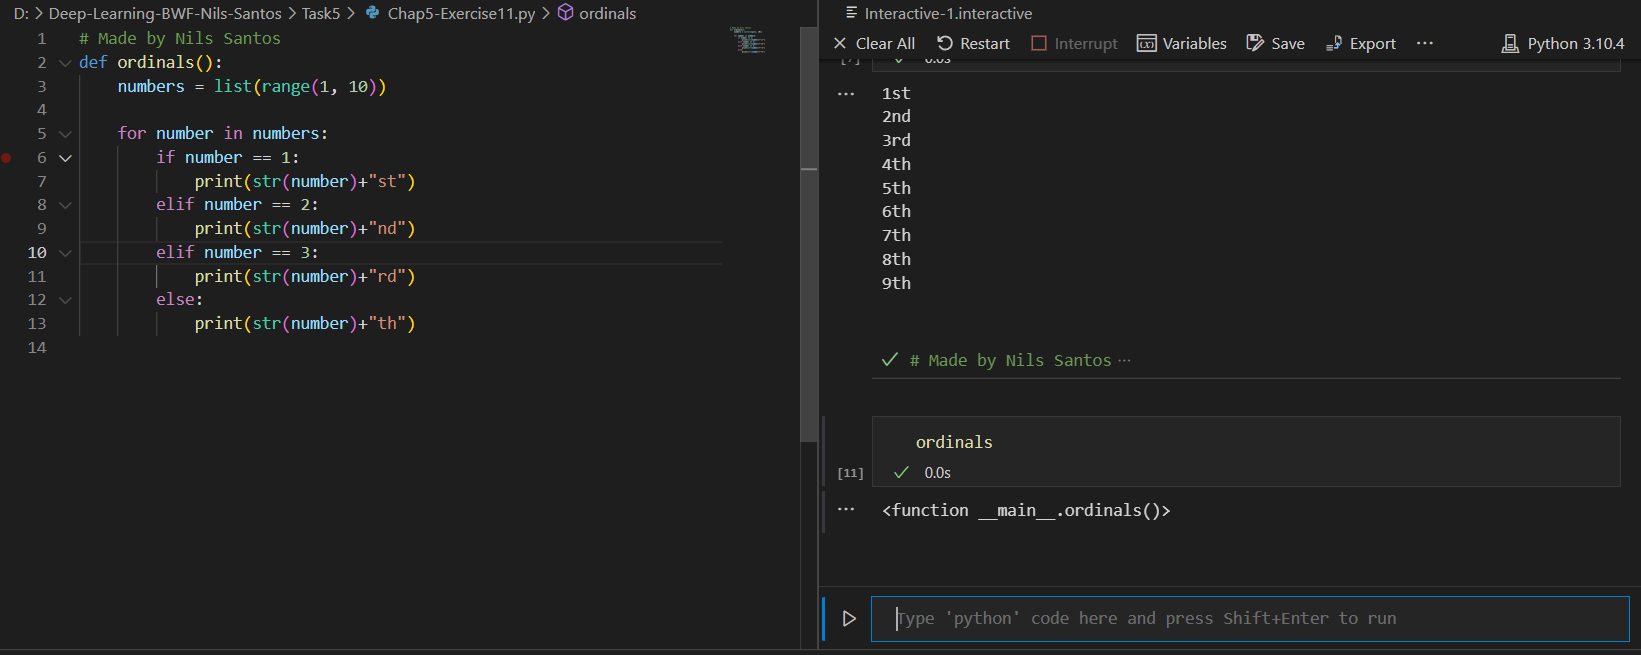 D: > Deep-Learning-BWF-Nils-Santos > Task5 > Chap5-Exercise11.py > ordinals
1 # Made by Nils Santos
2 def ordinals():
3     numbers = list(range(1, 10))
4
5     for number in numbers:
6         if number == 1:
7             print(str(number)+"st")
8         elif number == 2:
9             print(str(number)+"nd")
10         elif number == 3:
11             print(str(number)+"rd")
12         else:
13             print(str(number)+"th")
14
Interactive-1.interactive
Clear All Restart Interrupt Variables Save Export ··· Python 3.10.4
[7] 0.0s
··· 1st
2nd
3rd
4th
5th
6th
7th
8th
9th
# Made by Nils Santos ···
ordinals
[11] 0.0s
··· <function __main__.ordinals()>
Type 'python' code here and press Shift+Enter to run